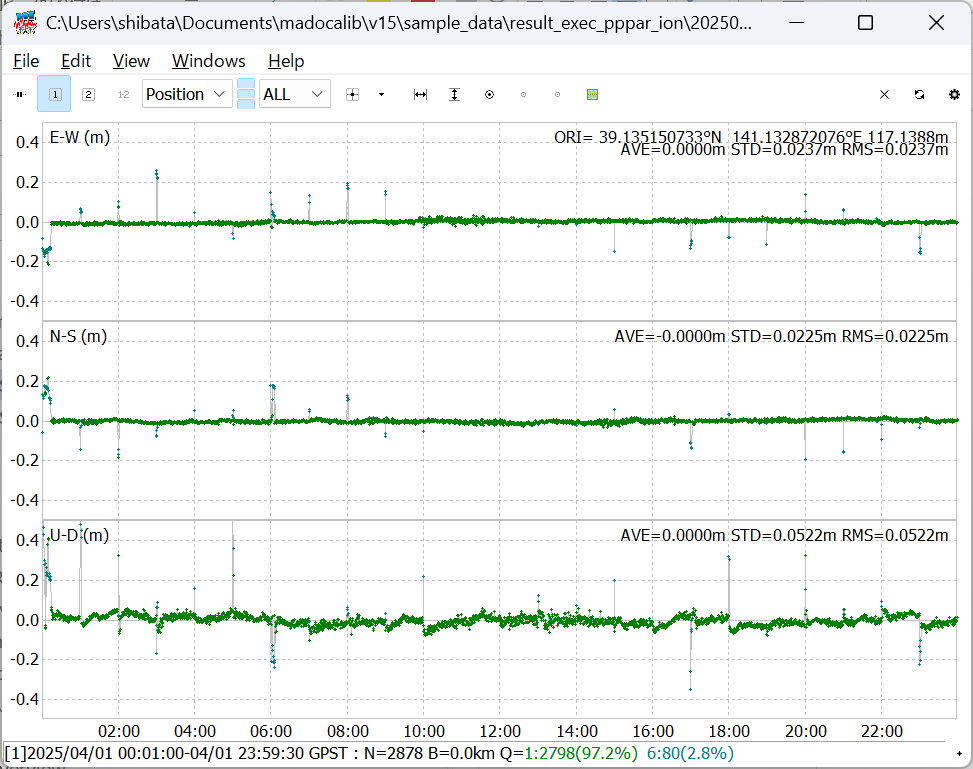 C:\Users\shibata\Documents\madocalib\v15\sample_data\result_exec_pppar_ion\20250...
File Edit View Windows Help
1 2 1-2 Position ALL
E-W (m)
ORI= 39.135150733°N 141.132872076°E 117.1388m
AVE=0.0000m STD=0.0237m RMS=0.0237m
0.4
0.2
0.0
-0.2
-0.4
N-S (m)
AVE=-0.0000m STD=0.0225m RMS=0.0225m
0.4
0.2
0.0
-0.2
-0.4
U-D (m)
AVE=0.0000m STD=0.0522m RMS=0.0522m
0.4
0.2
0.0
-0.2
-0.4
02:00 04:00 06:00 08:00 10:00 12:00 14:00 16:00 18:00 20:00 22:00
[1]2025/04/01 00:01:00-04/01 23:59:30 GPST : N=2878 B=0.0km Q=1:2798(97.2%) 6:80(2.8%)